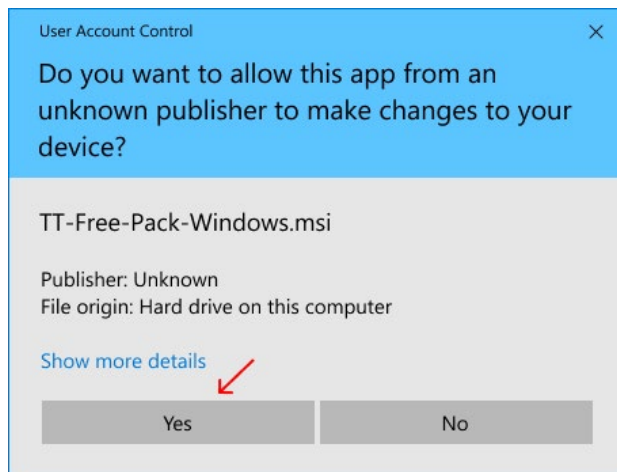 User Account Control
Do you want to allow this app from an
unknown publisher to make changes to your
device?
TT-Free-Pack-Windows.msi
Publisher: Unknown
File origin: Hard drive on this computer
Show more details
Yes
No